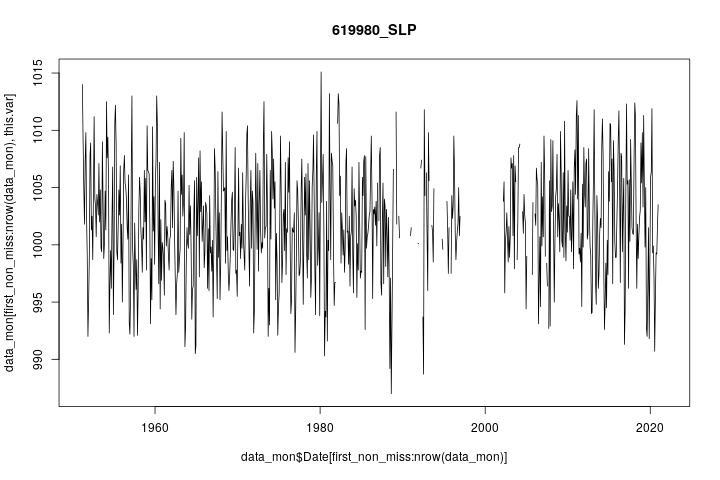 619980_SLP
data_mon[first_non_miss:nrow(data_mon), this.var]
1015
1010
1005
1000
995
990
1960 1980 2000 2020
data_mon$Date[first_non_miss:nrow(data_mon)]